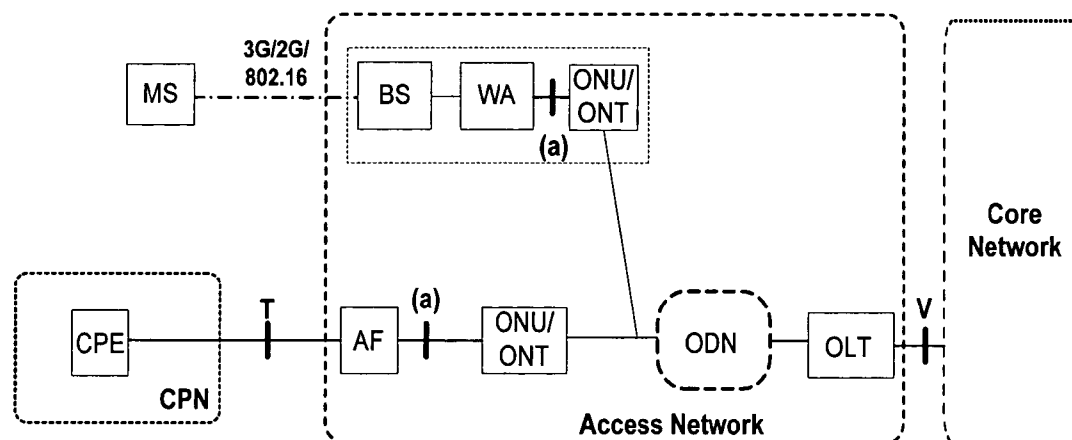 3G/2G/
802.16
MS
BS
WA
ONU/
ONT
(a)
Core
Network
T
(a)
V
CPE
AF
ONU/
ONT
ODN
OLT
CPN
Access Network